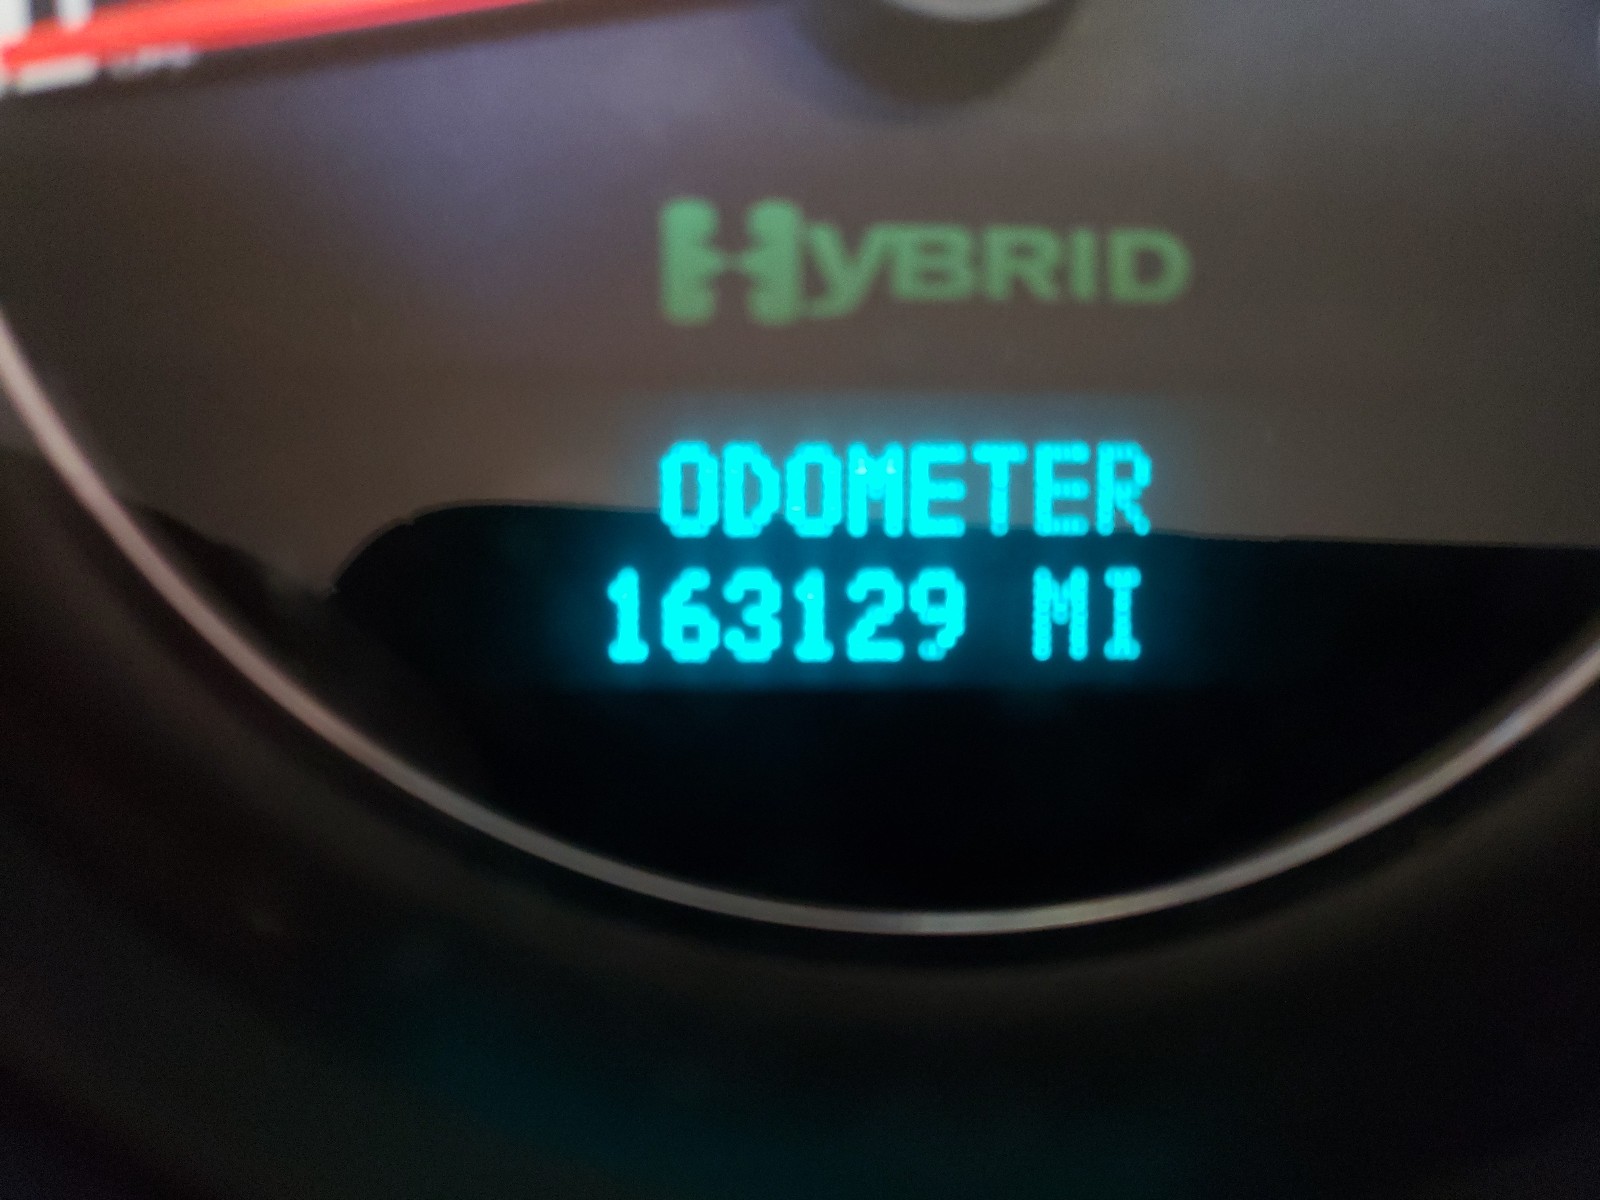 HYBRID
ODOMETER
163129 MI